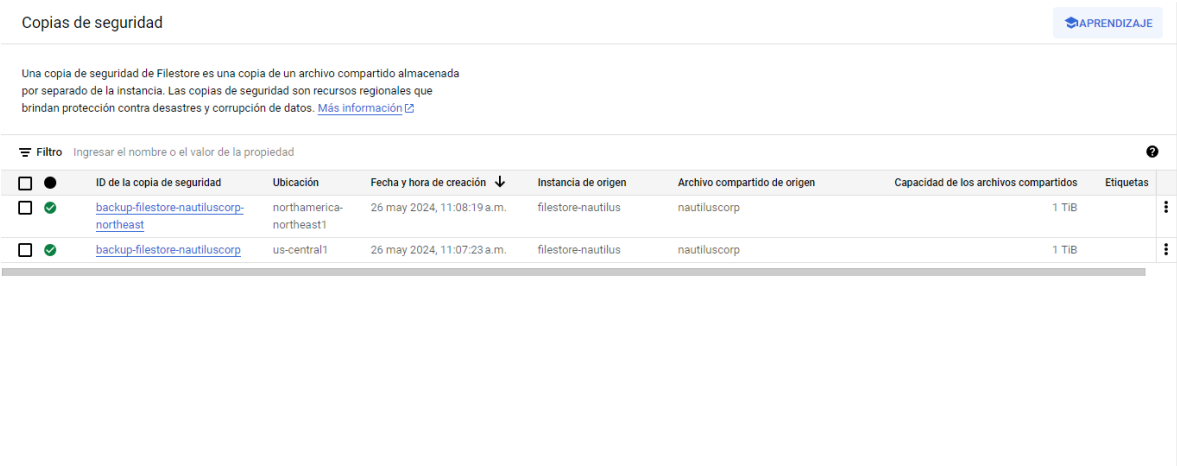 Copias de seguridad
APRENDIZAJE
Una copia de seguridad de Filestore es una copia de un archivo compartido almacenada
por separado de la instancia. Las copias de seguridad son recursos regionales que
brindan protección contra desastres y corrupción de datos. Más información
Filtro Ingresar el nombre o el valor de la propiedad
ID de la copia de seguridad Ubicación Fecha y hora de creación Instancia de origen Archivo compartido de origen Capacidad de los archivos compartidos Etiquetas
backup-filestore-nautiluscorp- northamerica- 26 may 2024, 11:08:19 a.m. filestore-nautilus nautiluscorp 1 TiB
northeast northeast1
backup-filestore-nautiluscorp us-central1 26 may 2024, 11:07:23 a.m. filestore-nautilus nautiluscorp 1 TiB